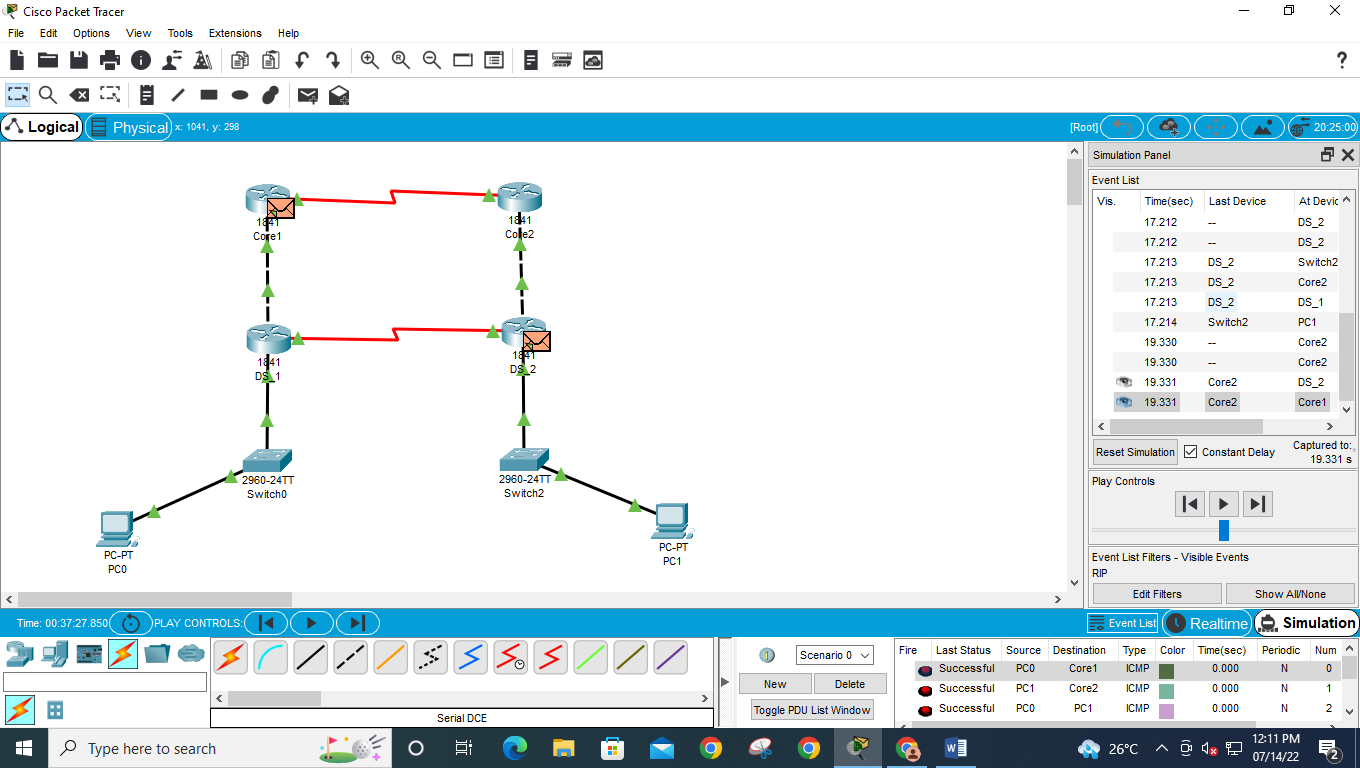 Cisco Packet Tracer
File Edit Options View Tools Extensions Help
Logical Physical x: 1041, y: 298 [Root] 20:25:00
1841
Core1
1841
Core2
1841
DS_1
1841
DS_2
2960-24TT
Switch0
2960-24TT
Switch2
PC-PT
PC0
PC-PT
PC1
Simulation Panel
Event List
Vis. Time(sec) Last Device At Devic
17.212 -- DS_2
17.212 -- DS_2
17.213 DS_2 Switch2
17.213 DS_2 Core2
17.213 DS_2 DS_1
17.214 Switch2 PC1
19.330 -- Core2
19.330 -- Core2
19.331 Core2 DS_2
19.331 Core2 Core1
Reset Simulation Constant Delay Captured to:
19.331 s
Play Controls
Event List Filters - Visible Events
RIP
Edit Filters Show All/None
Time: 00:37:27.850 PLAY CONTROLS: Event List Realtime Simulation
Serial DCE
Scenario 0
New Delete
Toggle PDU List Window
Fire Last Status Source Destination Type Color Time(sec) Periodic Num
Successful PC0 Core1 ICMP 0.000 N 0
Successful PC1 Core2 ICMP 0.000 N 1
Successful PC0 PC1 ICMP 0.000 N 2
Type here to search
26°C
12:11 PM
07/14/22
2